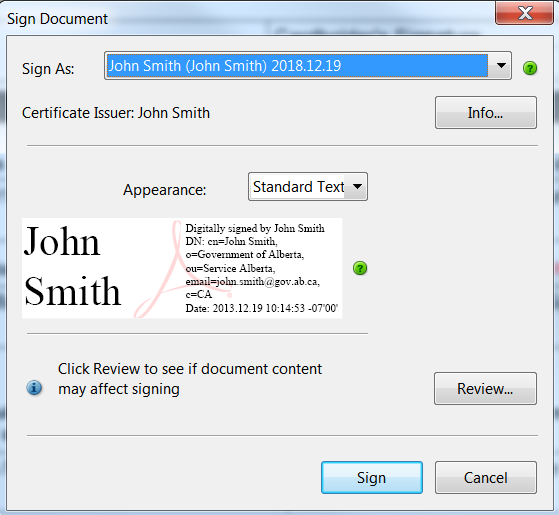 Sign Document
Sign As: John Smith (John Smith) 2018.12.19
Certificate Issuer: John Smith
Info...
Appearance: Standard Text
John
Smith
Digitally signed by John Smith
DN: cn=John Smith,
o=Government of Alberta,
ou=Service Alberta,
email=john.smith@gov.ab.ca,
c=CA
Date: 2013.12.19 10:14:53 -07'00'
Click Review to see if document content
may affect signing
Review...
Sign
Cancel